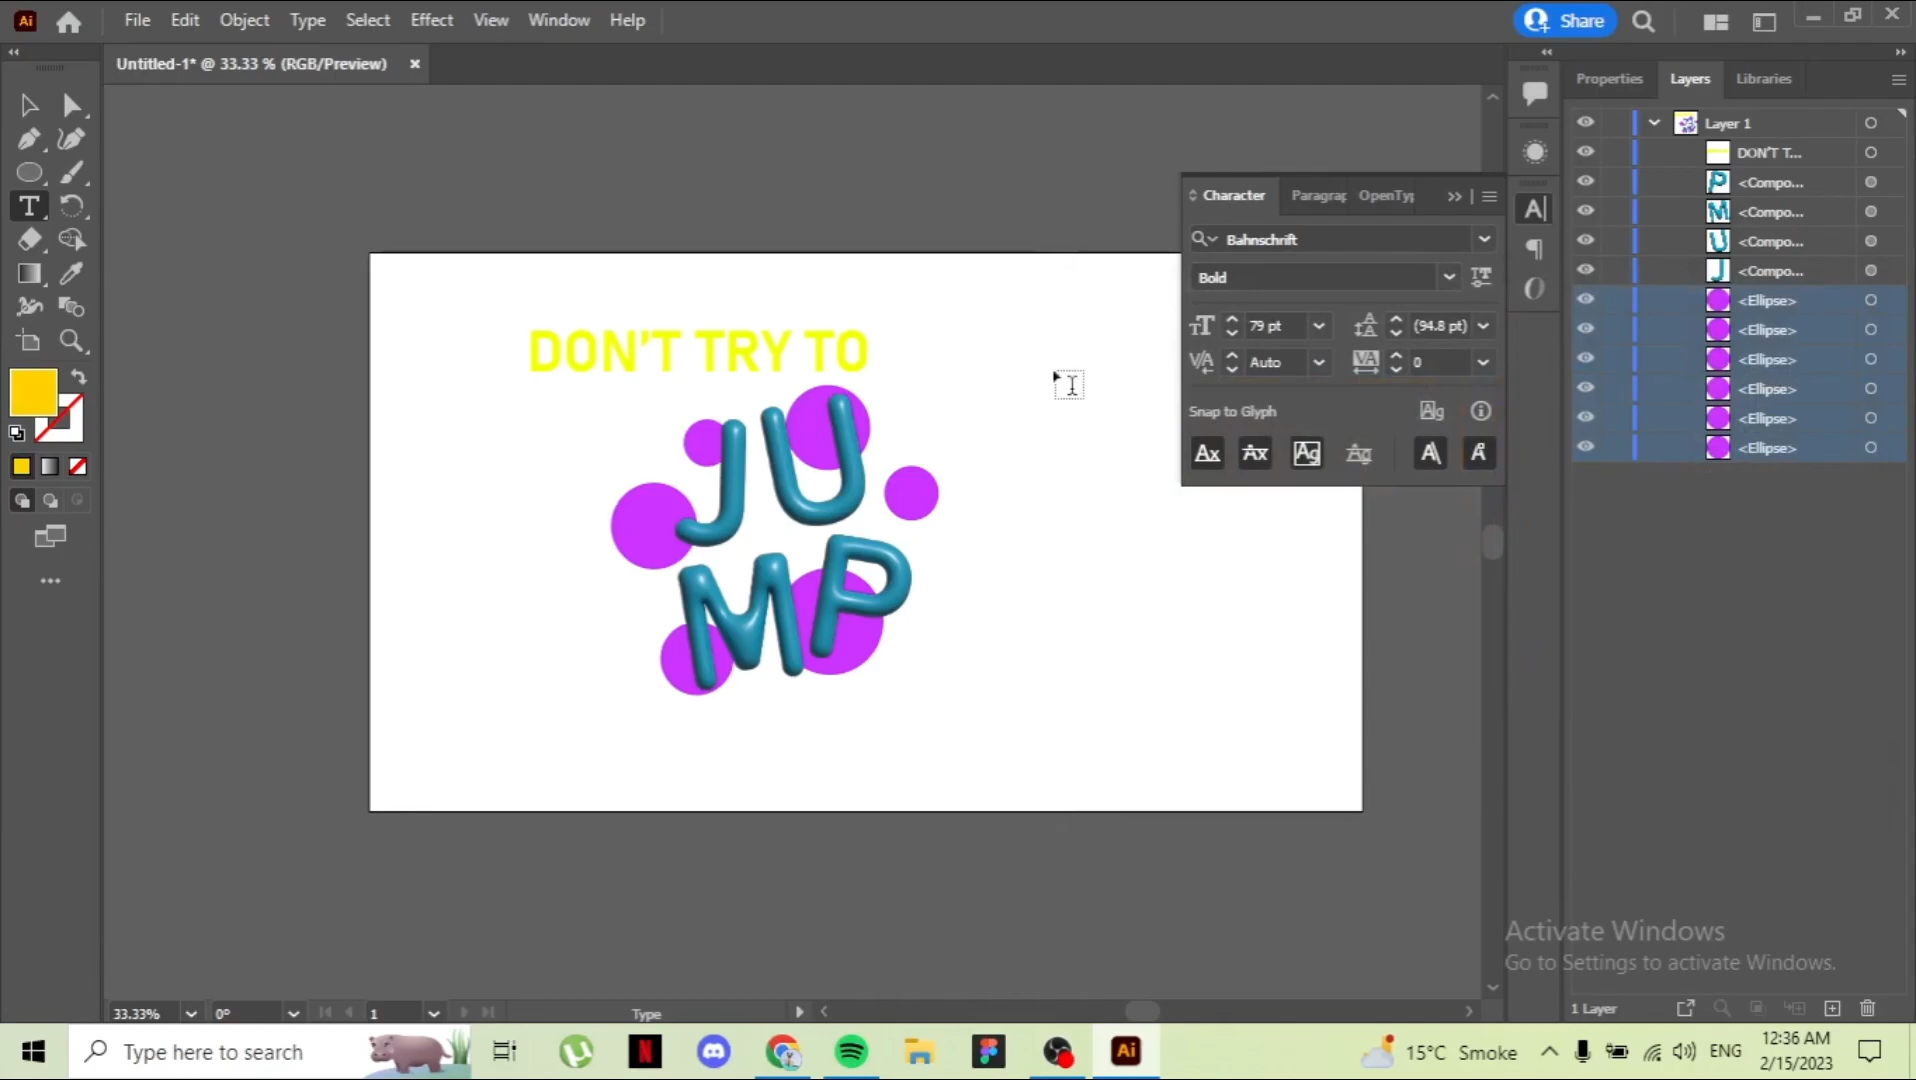 Ai File Edit Object Type Select Effect View Window Help Share
Untitled-1* @ 33.33 % (RGB/Preview) ×
Properties Layers Libraries
Layer 1
DON'T T...
<Compo...
<Compo...
<Compo...
<Compo...
<Ellipse>
<Ellipse>
<Ellipse>
<Ellipse>
<Ellipse>
<Ellipse>
Character Paragrap OpenTyp
Bahnschrift
Bold
79 pt (94.8 pt)
Auto 0
Snap to Glyph
DON'T TRY TO
JU
MP
Activate Windows
Go to Settings to activate Windows.
33.33% 0° 1 Type
1 Layer
Type here to search
15°C Smoke
ENG
12:36 AM
2/15/2023